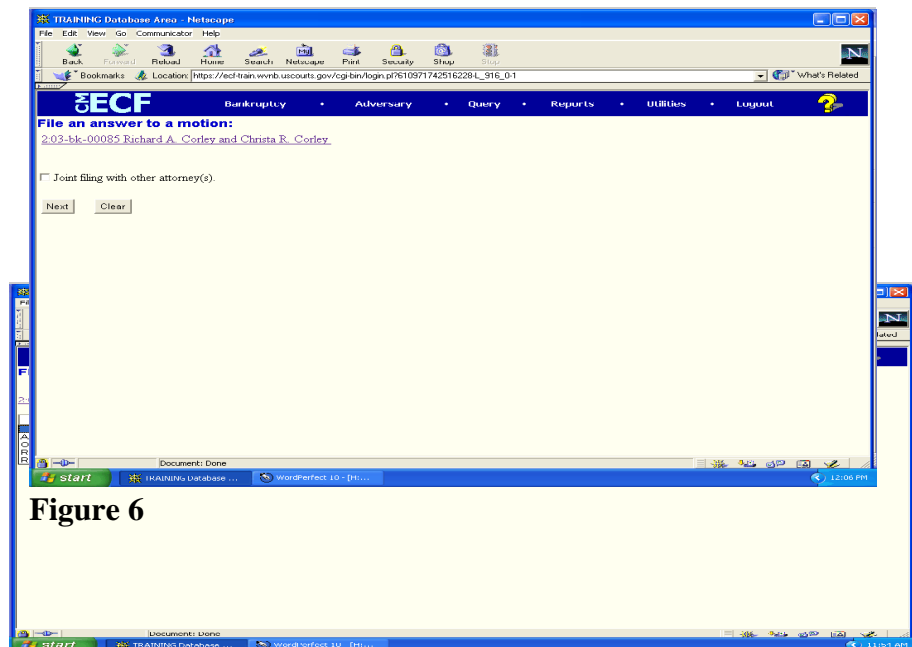 TRAINING Database Area - Netscape
File Edit View Go Communicator Help
Back Forward Reload Home Search Netscape Print Security Shop Stop
Bookmarks Location: https://ecf-train.wvnb.uscourts.gov/cgi-bin/login.pl?610971742516228-L_916_0-1 What's Related
CM ECF Bankruptcy • Adversary • Query • Reports • Utilities • Logout ?
File an answer to a motion:
2:03-bk-00085 Richard A. Corley and Christa R. Corley
Joint filing with other attorney(s).
Next Clear
Document: Done
start TRAINING Database ... WordPerfect 10 - [H:... 12:06 PM
Figure 6
Document: Done
start TRAINING Database ... WordPerfect 10 - [H:... 11:51 AM